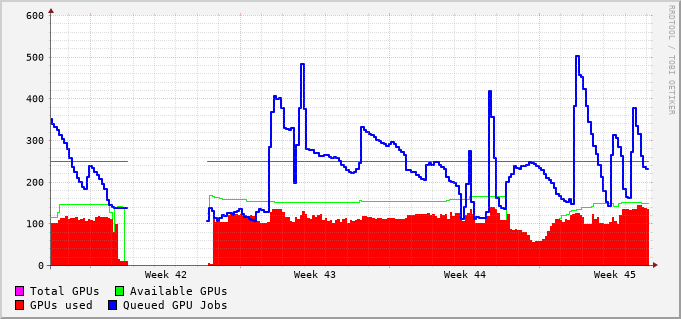 600
500
400
300
200
100
0
Week 42 Week 43 Week 44 Week 45
Total GPUs Available GPUs
GPUs used Queued GPU Jobs
RRDTOOL / TOBI OETIKER